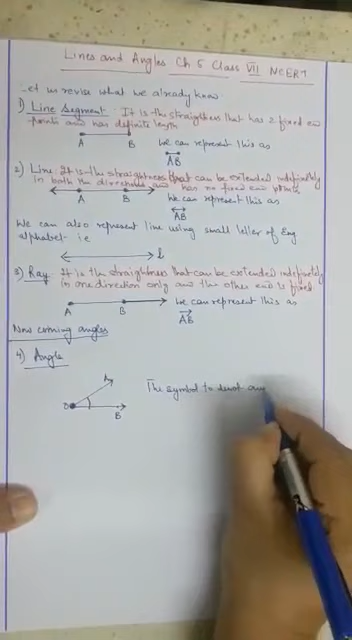 Lines and Angles Ch 5 Class VII NCERT
Let us revise what we already know
1) Line Segment. It is the straightness that has 2 fixed end
points and has definite length
A B We can represent this as
AB
2) Line It is the straightness that can be extended indefinitely
in both the directions and has no fixed end points
A B We can represent this as
AB
We can also represent line using small letter of Eng
alphabet i.e
l
3) Ray It is the straightness that can be extended indefinitely
in one direction only and the other end is fixed
A B We can represent this as
AB
Now coming angles
4) Angle
A
The symbol to denot
O B